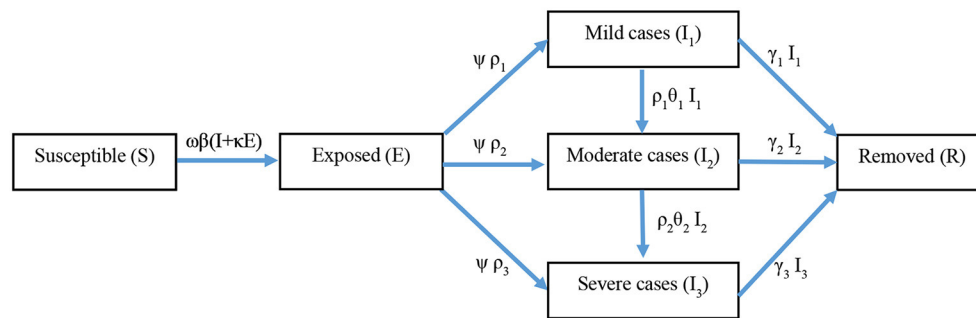 Mild cases (I₁)
ψ ρ₁
γ₁ I₁
ρ₁θ₁ I₁
Susceptible (S)
ωβ(I+κE)
Exposed (E)
ψ ρ₂
Moderate cases (I₂)
γ₂ I₂
Removed (R)
ρ₂θ₂ I₂
ψ ρ₃
Severe cases (I₃)
γ₃ I₃